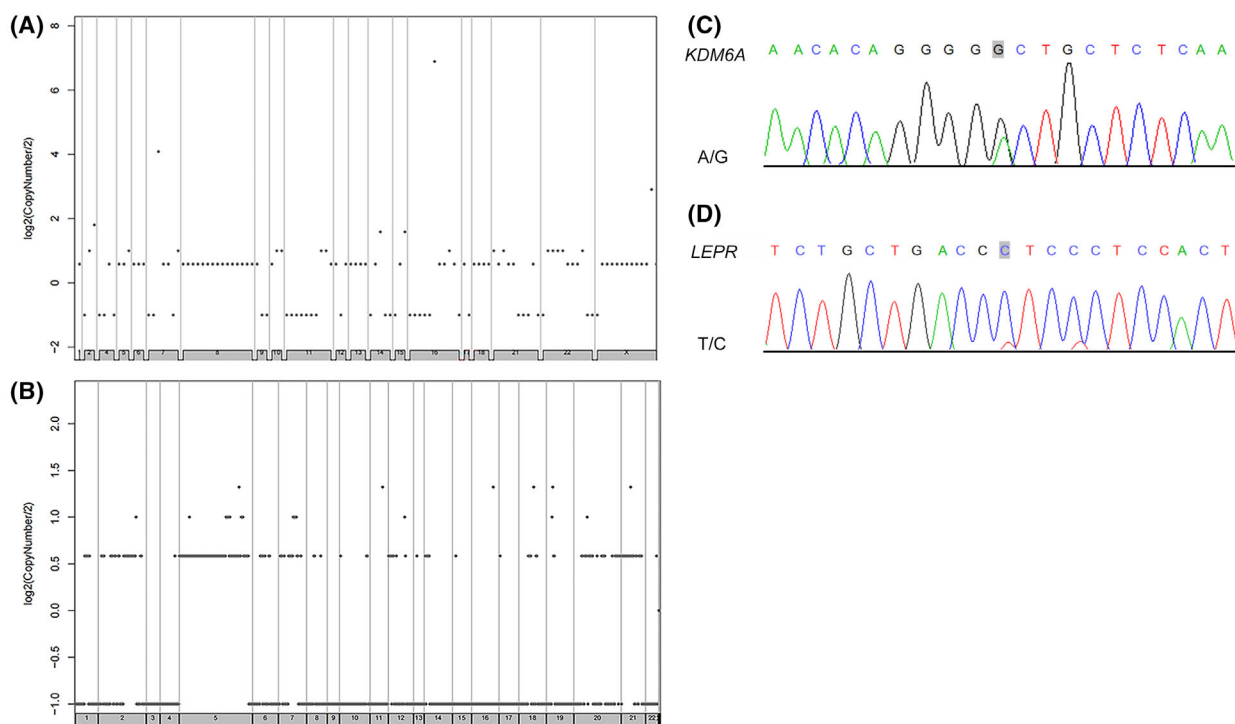 (A)
log2(CopyNumber/2)
8
6
4
2
0
−2
1 2 4 5 6 7 8 9 10 11 12 13 14 15 16 18 21 22 X
(B)
log2(CopyNumber/2)
2.0
1.5
1.0
0.5
0.0
−0.5
−1.0
1 2 3 4 5 6 7 8 9 10 11 12 13 14 15 16 17 18 19 20 21 22
(C)
KDM6A
A A C A C A G G G G G C T G C T C T C A A
A/G
(D)
LEPR
T C T G C T G A C C C T C C C T C C A C T
T/C